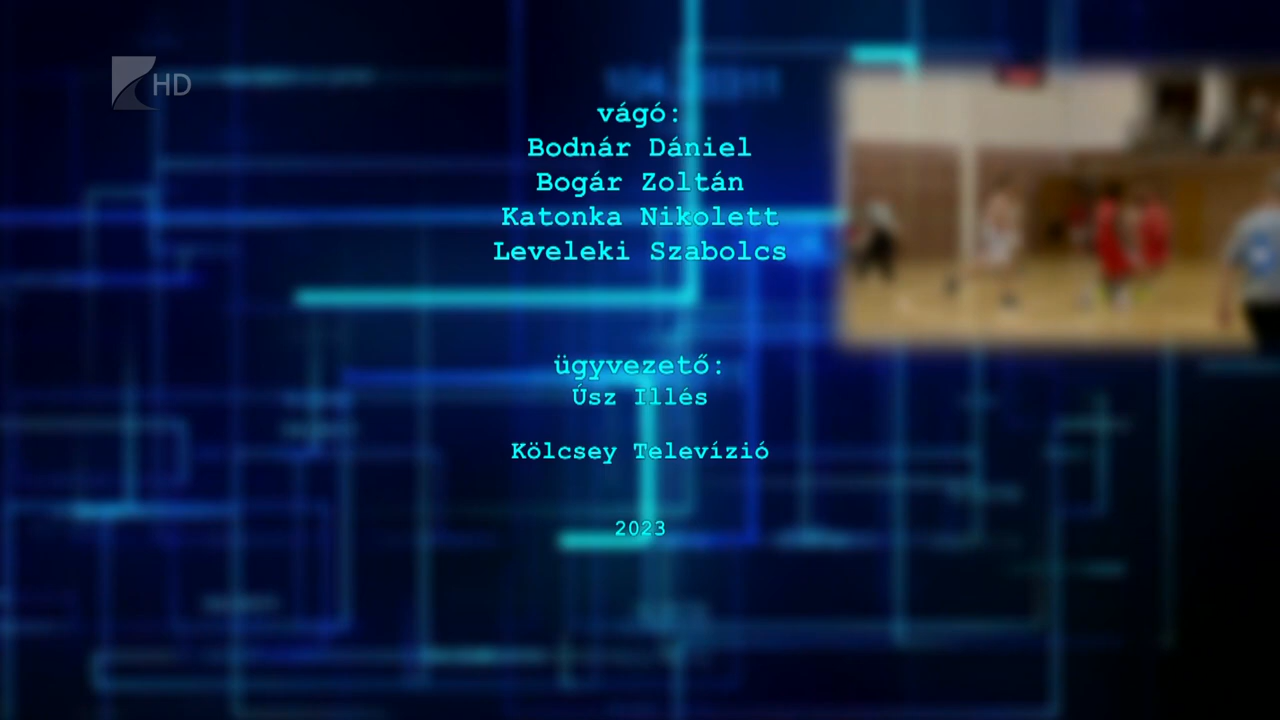 HD
vágó:
Bodnár Dániel
Bogár Zoltán
Katonka Nikolett
Leveleki Szabolcs
ügyvezető:
Úsz Illés
Kölcsey Televízió
2023